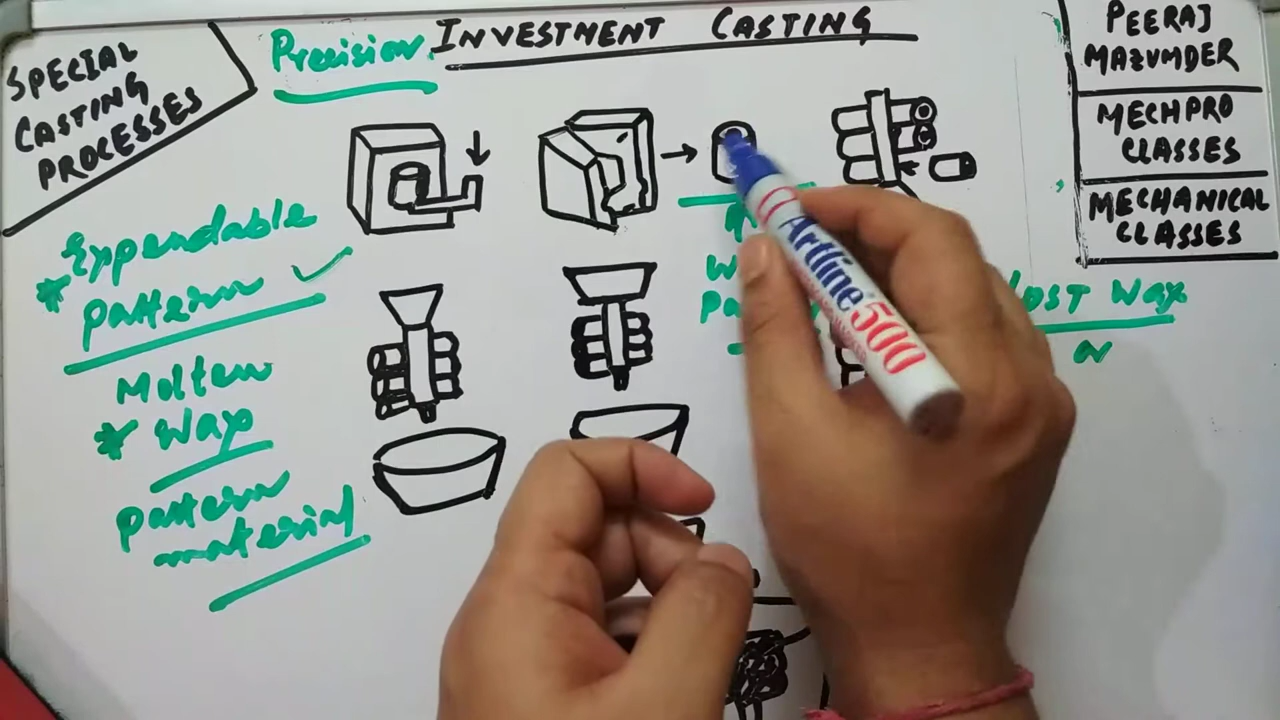 SPECIAL
CASTING
PROCESSES
Precision INVESTMENT CASTING
PEERAJ
MAZUMDER
MECHPRO
CLASSES
MECHANICAL
CLASSES
* Expendable
pattern ✓
Molten
* Wax
pattern
material
LOST WAX
Artline 500